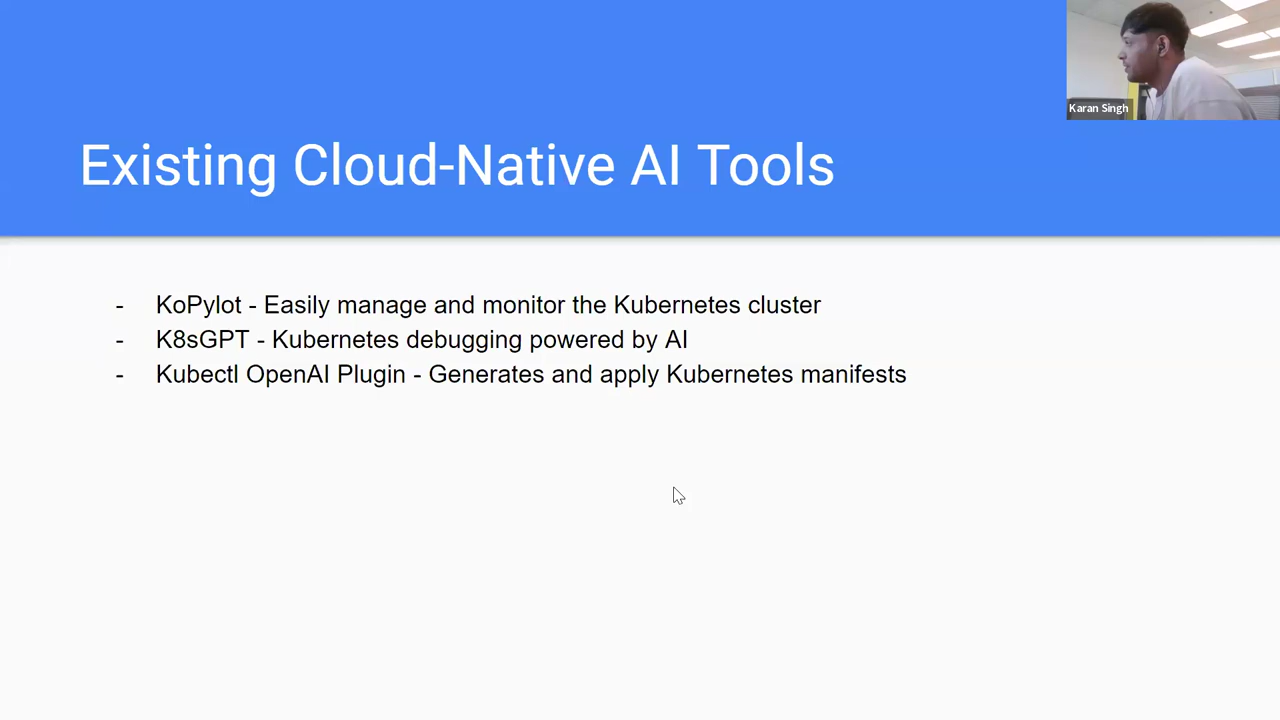 Karan Singh
Existing Cloud-Native AI Tools
- KoPylot - Easily manage and monitor the Kubernetes cluster
- K8sGPT - Kubernetes debugging powered by AI
- Kubectl OpenAI Plugin - Generates and apply Kubernetes manifests